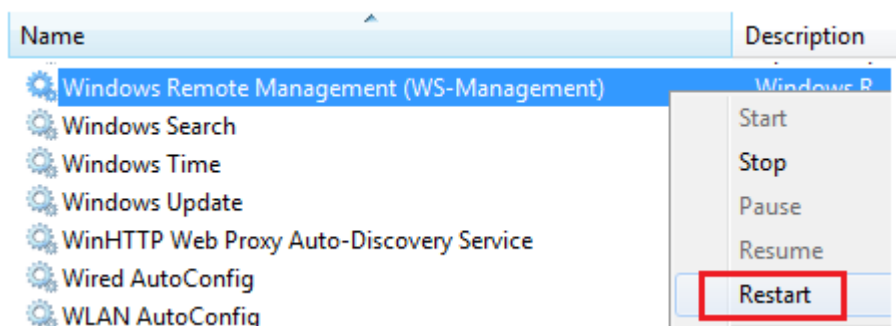 Name Description
Windows Remote Management (WS-Management) Windows R
Windows Search
Windows Time
Windows Update
WinHTTP Web Proxy Auto-Discovery Service
Wired AutoConfig
WLAN AutoConfig
Start
Stop
Pause
Resume
Restart